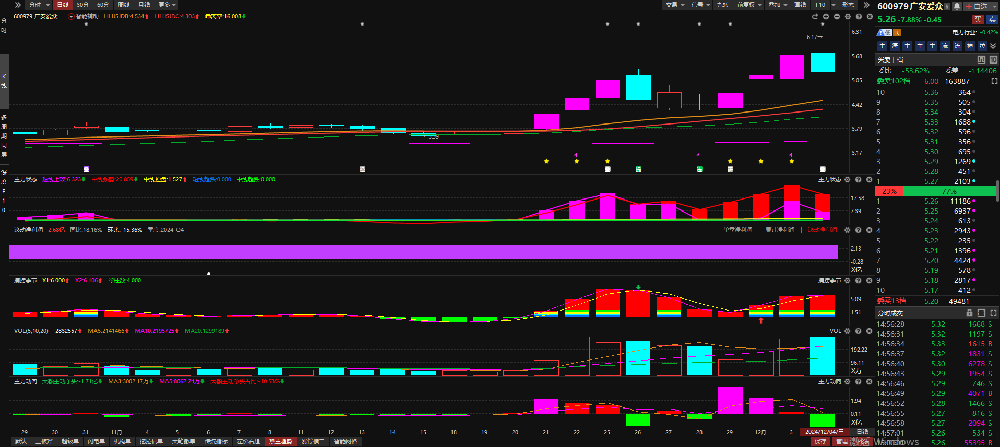 分时 日线 30分 60分 周线 月线 更多 交易 信号 九转 前复权 叠加 画线 F10 形态
600979 广安爱众 智能辅助 HHJSJDB:4.534 HHJSJDC:4.303 乖离率:16.008
分时
K线
多周期同屏
深度F10
6.17
3.59
6.31
5.68
5.05
4.42
3.79
3.17
主力状态 短线上攻:6.323 中线强势:20.859 中线控盘:1.527 短线超跌:0.000 中线超跌:0.000 主力状态
17.58
7.39
滚动净利润 2.68亿 同比:18.16% 环比:-15.36% 季度:2024-Q4 单季净利润 | 累计净利润 | 滚动净利润
2.13
-0.28
X亿
捕捞季节 X1:6.000 X2:6.106 彩柱数:4.000 捕捞季节
5.09
1.51
VOL(5,10,20) 2832557 MA5:2141466 MA10:2195725 MA20:1299189 VOL
192.22
96.11
X万
主力动向 大额主动净买:-1.71亿 MA3:3002.17万 MA5:8062.24万 大额主动净买占比:-10.53% 主力动向
1.94
0.11
X亿
29 30 31 11月 4 5 6 7 8 11 12 13 14 15 18 19 20 21 22 25 26 27 28 29 12月 3 2024/12/04/三 日线
默认 三板斧 超级单 闪电单 机构单 拖拉机单 大笔撤单 传统指标 左价右趋 热主趋势 涨停横二 智能网格 保存 管理
600979 广安爱众 自选
5.26 -7.88% -0.45 买 卖
低 R 电力行业: -0.42%
主 海 主 主 主 流 流 神 拉
买卖十档 量 10
委比 -53.62% 委差 -114406
委卖102档 6.00 163887
10 5.36 364
9 5.35 505
8 5.34 304
7 5.33 1688
6 5.32 596
5 5.31 356
4 5.30 695
3 5.29 1269
2 5.28 451
1 5.27 2103
23% 77%
1 5.26 11186
2 5.25 6937
3 5.24 613
4 5.23 2943
5 5.22 235
6 5.21 1396
7 5.20 4424
8 5.19 578
9 5.18 2817
10 5.17 412
委买13档 5.20 49481
分时成交 量
14:56:28 5.32 1668 S
14:56:31 5.32 1197 S
14:56:34 5.33 1615 B
14:56:37 5.32 1831 S
14:56:40 5.30 6278 S
14:56:43 5.29 1954 S
14:56:46 5.29 746 S
14:56:49 5.29 4071 B
14:56:52 5.28 1466 S
14:56:55 5.27 816 S
14:56:58 5.27 2094 S
14:57:01 5.26 534 S
15:00:01 5.26 55395 B
激活 Windows